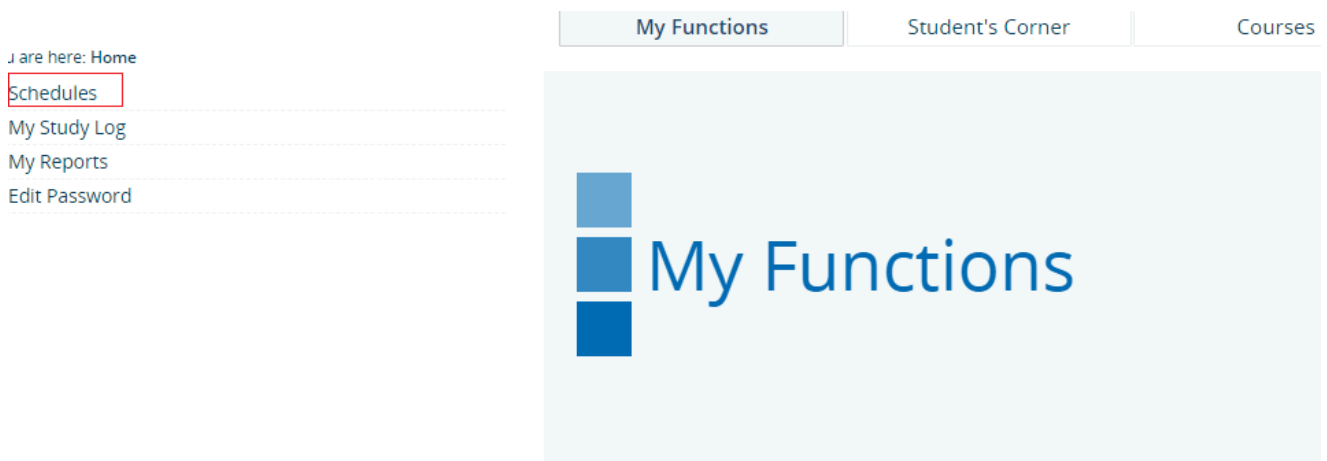 My Functions Student's Corner Courses
u are here: Home
Schedules
My Study Log
My Reports
Edit Password
My Functions